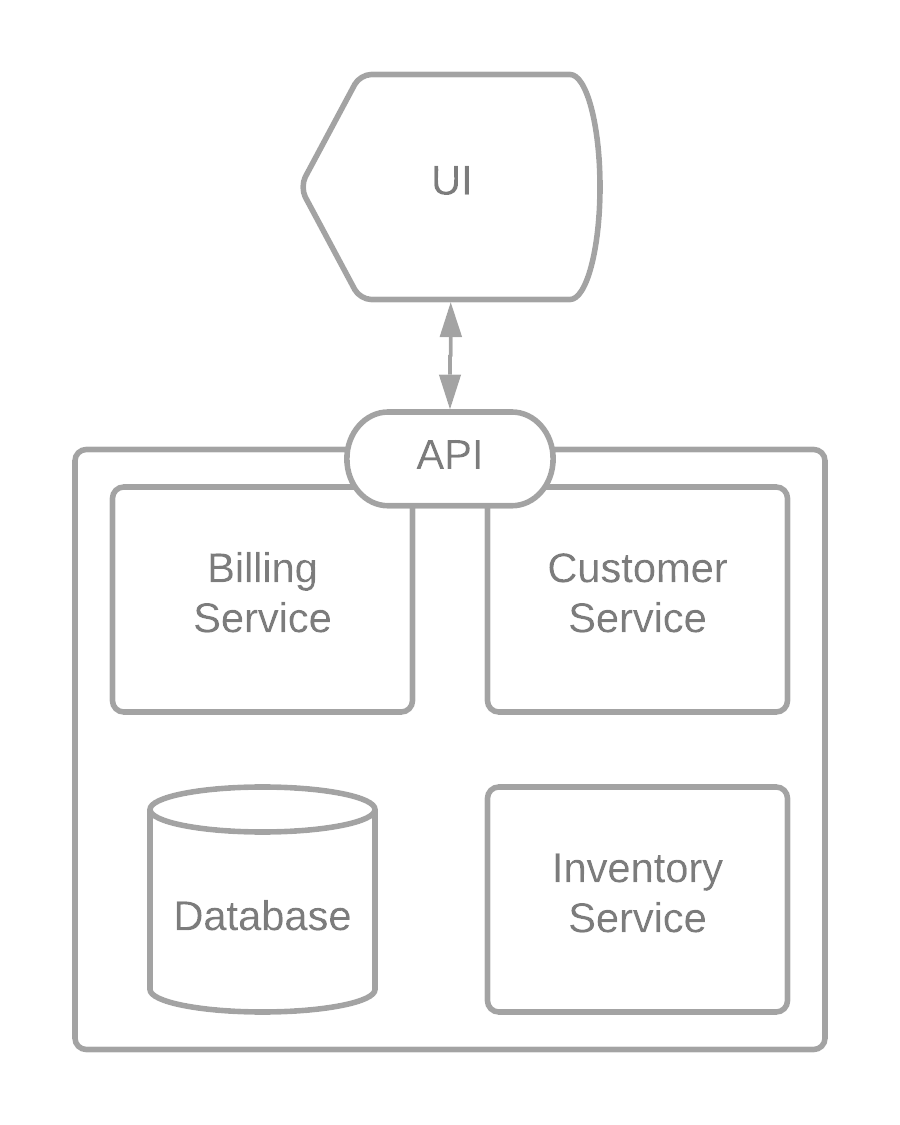 UI
API
Billing
Service
Customer
Service
Database
Inventory
Service